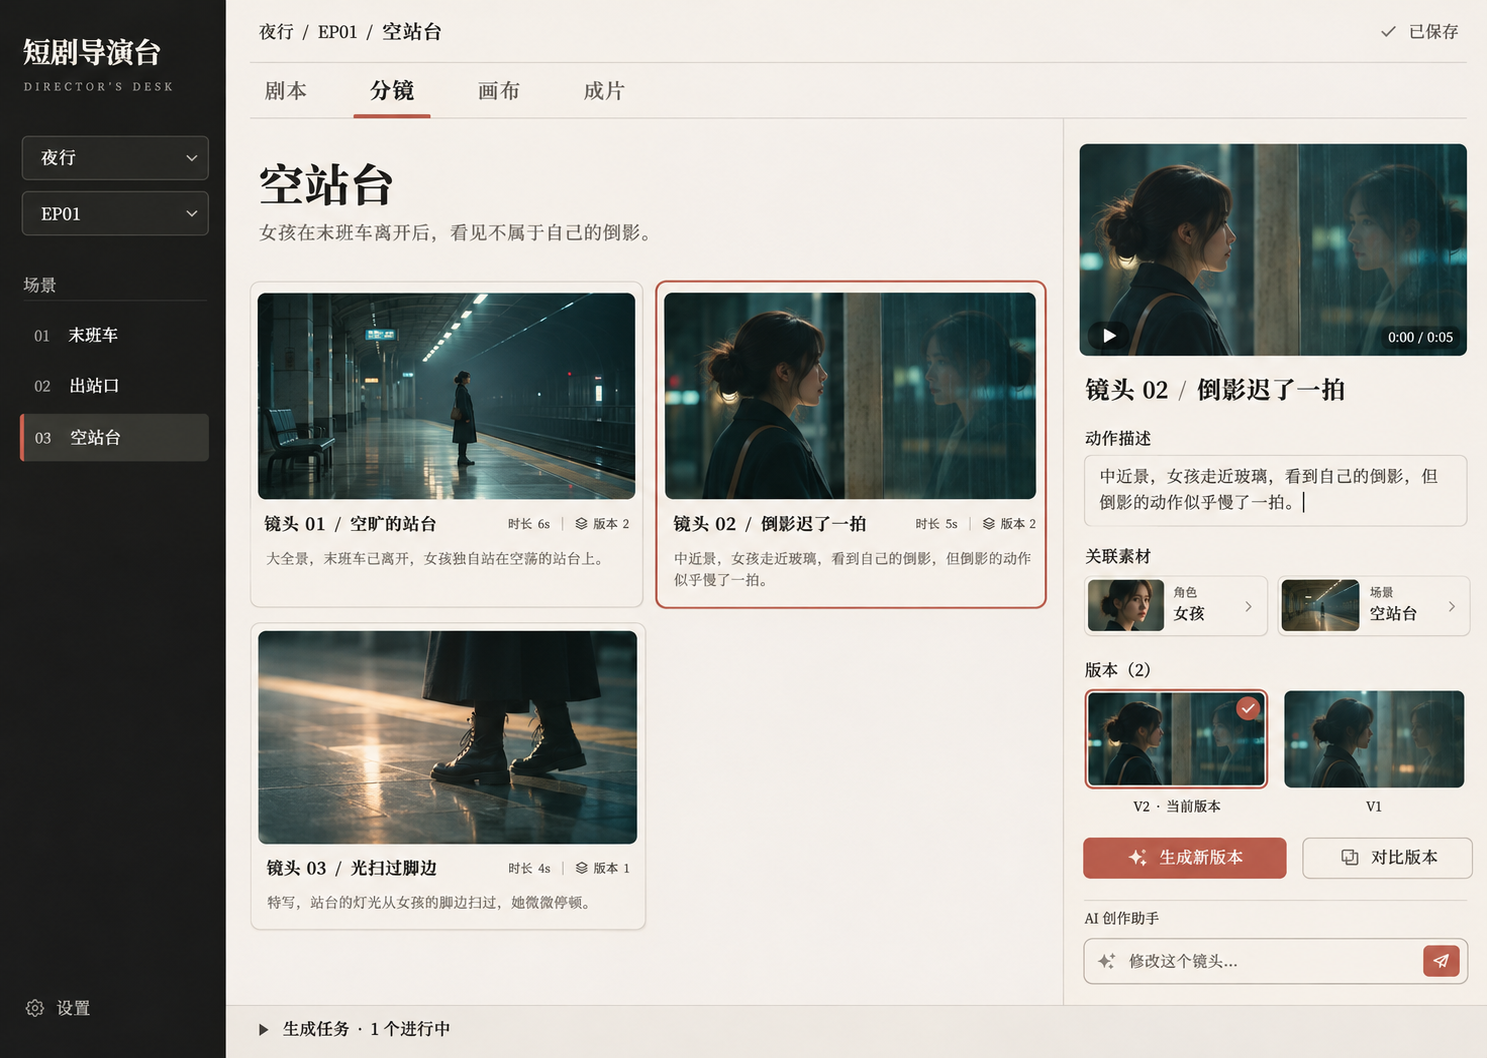 短剧导演台
DIRECTOR'S DESK
夜行
EP01
场景
01 末班车
02 出站口
03 空站台
设置
夜行 / EP01 / 空站台
已保存
剧本 分镜 画布 成片
空站台
女孩在末班车离开后，看见不属于自己的倒影。
镜头 01 / 空旷的站台 时长 6s 版本 2
大全景，末班车已离开，女孩独自站在空荡的站台上。
镜头 02 / 倒影迟了一拍 时长 5s 版本 2
中近景，女孩走近玻璃，看到自己的倒影，但倒影的动作
似乎慢了一拍。
镜头 03 / 光扫过脚边 时长 4s 版本 1
特写，站台的灯光从女孩的脚边扫过，她微微停顿。
0:00 / 0:05
镜头 02 / 倒影迟了一拍
动作描述
中近景，女孩走近玻璃，看到自己的倒影，但
倒影的动作似乎慢了一拍。
关联素材
角色
女孩
场景
空站台
版本（2）
V2 · 当前版本
V1
生成新版本
对比版本
AI 创作助手
修改这个镜头...
生成任务 · 1 个进行中